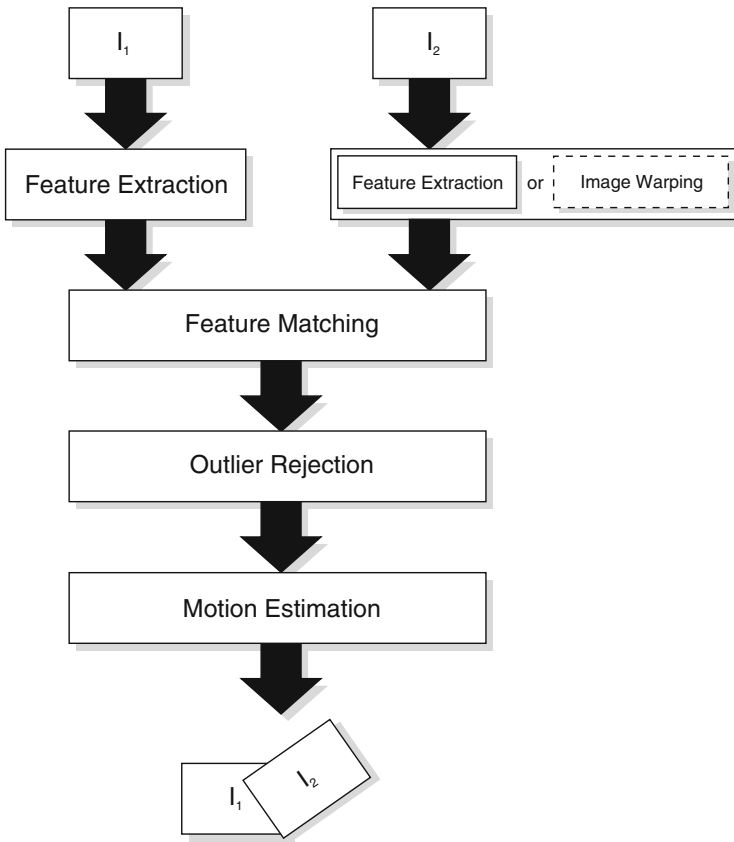 I₁ I₂
Feature Extraction Feature Extraction or Image Warping
Feature Matching
Outlier Rejection
Motion Estimation
I₁ I₂